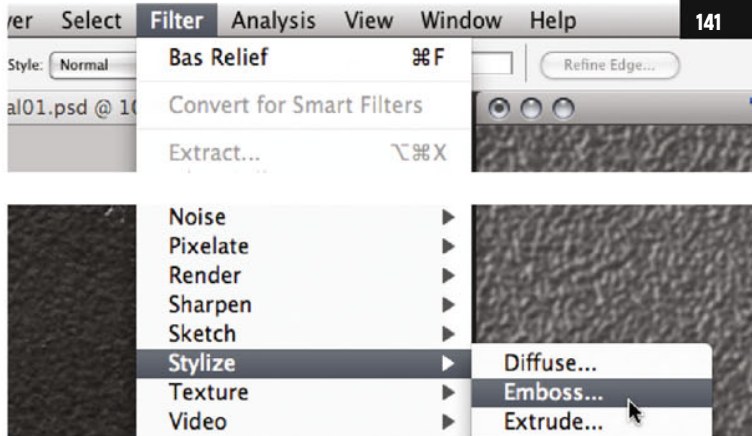 ver Select Filter Analysis View Window Help 141
Style: Normal Bas Relief ⌘F Refine Edge...
al01.psd @ 10 Convert for Smart Filters
Extract... ⌥⌘X
Noise
Pixelate
Render
Sharpen
Sketch
Stylize Diffuse...
Texture Emboss...
Video Extrude...